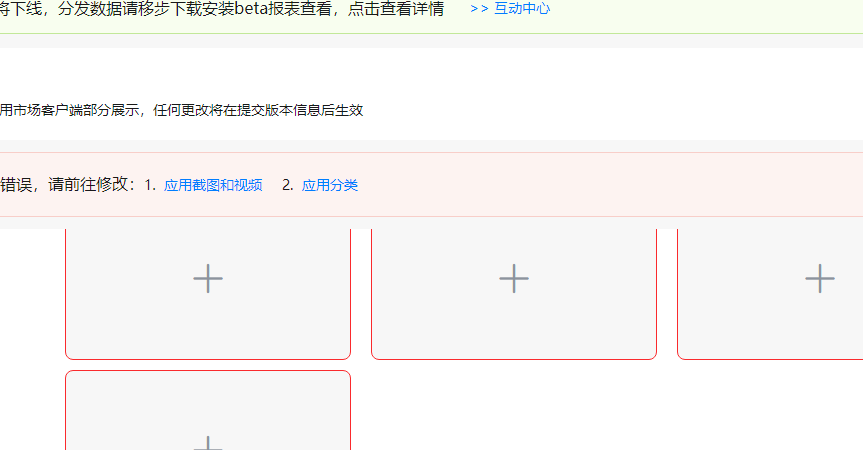 将下线，分发数据请移步下载安装beta报表查看，点击查看详情 >> 互动中心
用市场客户端部分展示，任何更改将在提交版本信息后生效
错误，请前往修改：1. 应用截图和视频 2. 应用分类